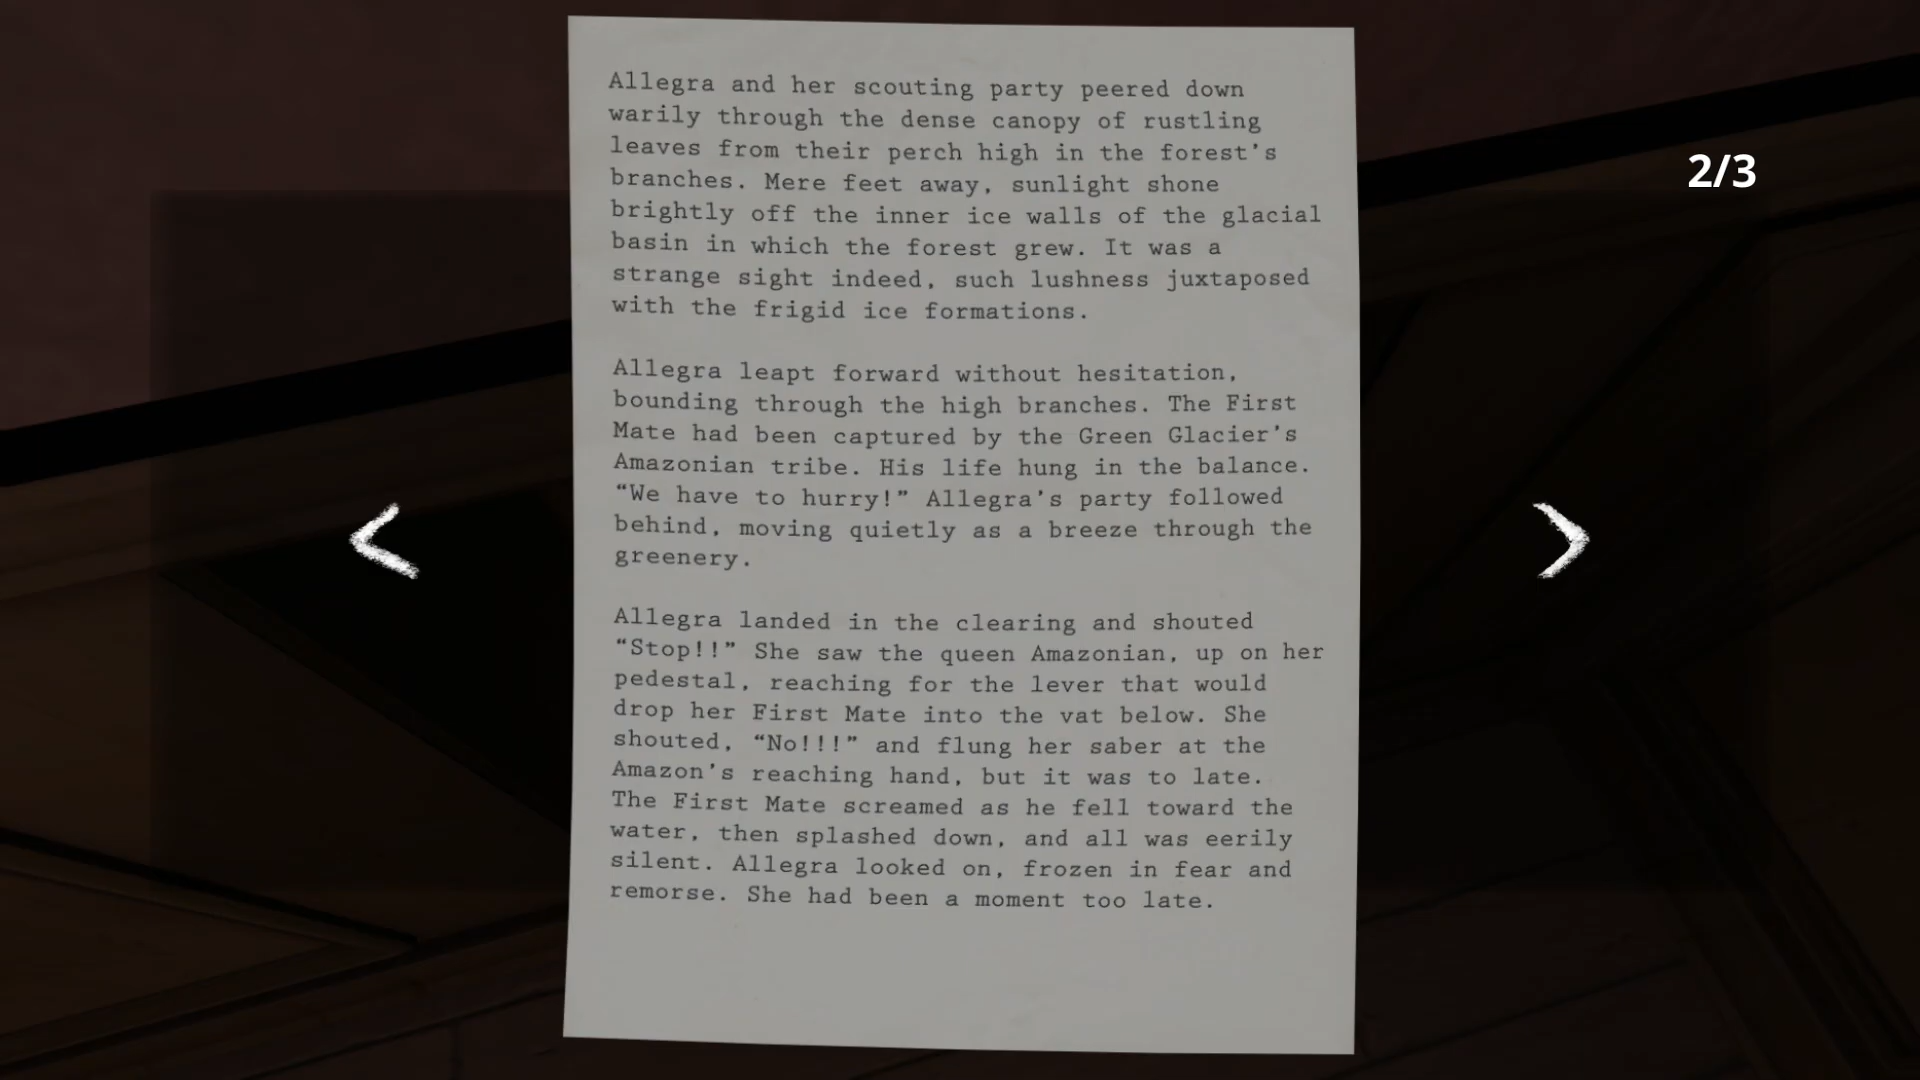 Allegra and her scouting party peered down
warily through the dense canopy of rustling
leaves from their perch high in the forest’s
branches. Mere feet away, sunlight shone
brightly off the inner ice walls of the glacial
basin in which the forest grew. It was a
strange sight indeed, such lushness juxtaposed
with the frigid ice formations.
Allegra leapt forward without hesitation,
bounding through the high branches. The First
Mate had been captured by the Green Glacier’s
Amazonian tribe. His life hung in the balance.
“We have to hurry!” Allegra’s party followed
behind, moving quietly as a breeze through the
greenery.
Allegra landed in the clearing and shouted
“Stop!!” She saw the queen Amazonian, up on her
pedestal, reaching for the lever that would
drop her First Mate into the vat below. She
shouted, “No!!!” and flung her saber at the
Amazon’s reaching hand, but it was to late.
The First Mate screamed as he fell toward the
water, then splashed down, and all was eerily
silent. Allegra looked on, frozen in fear and
remorse. She had been a moment too late.
2/3